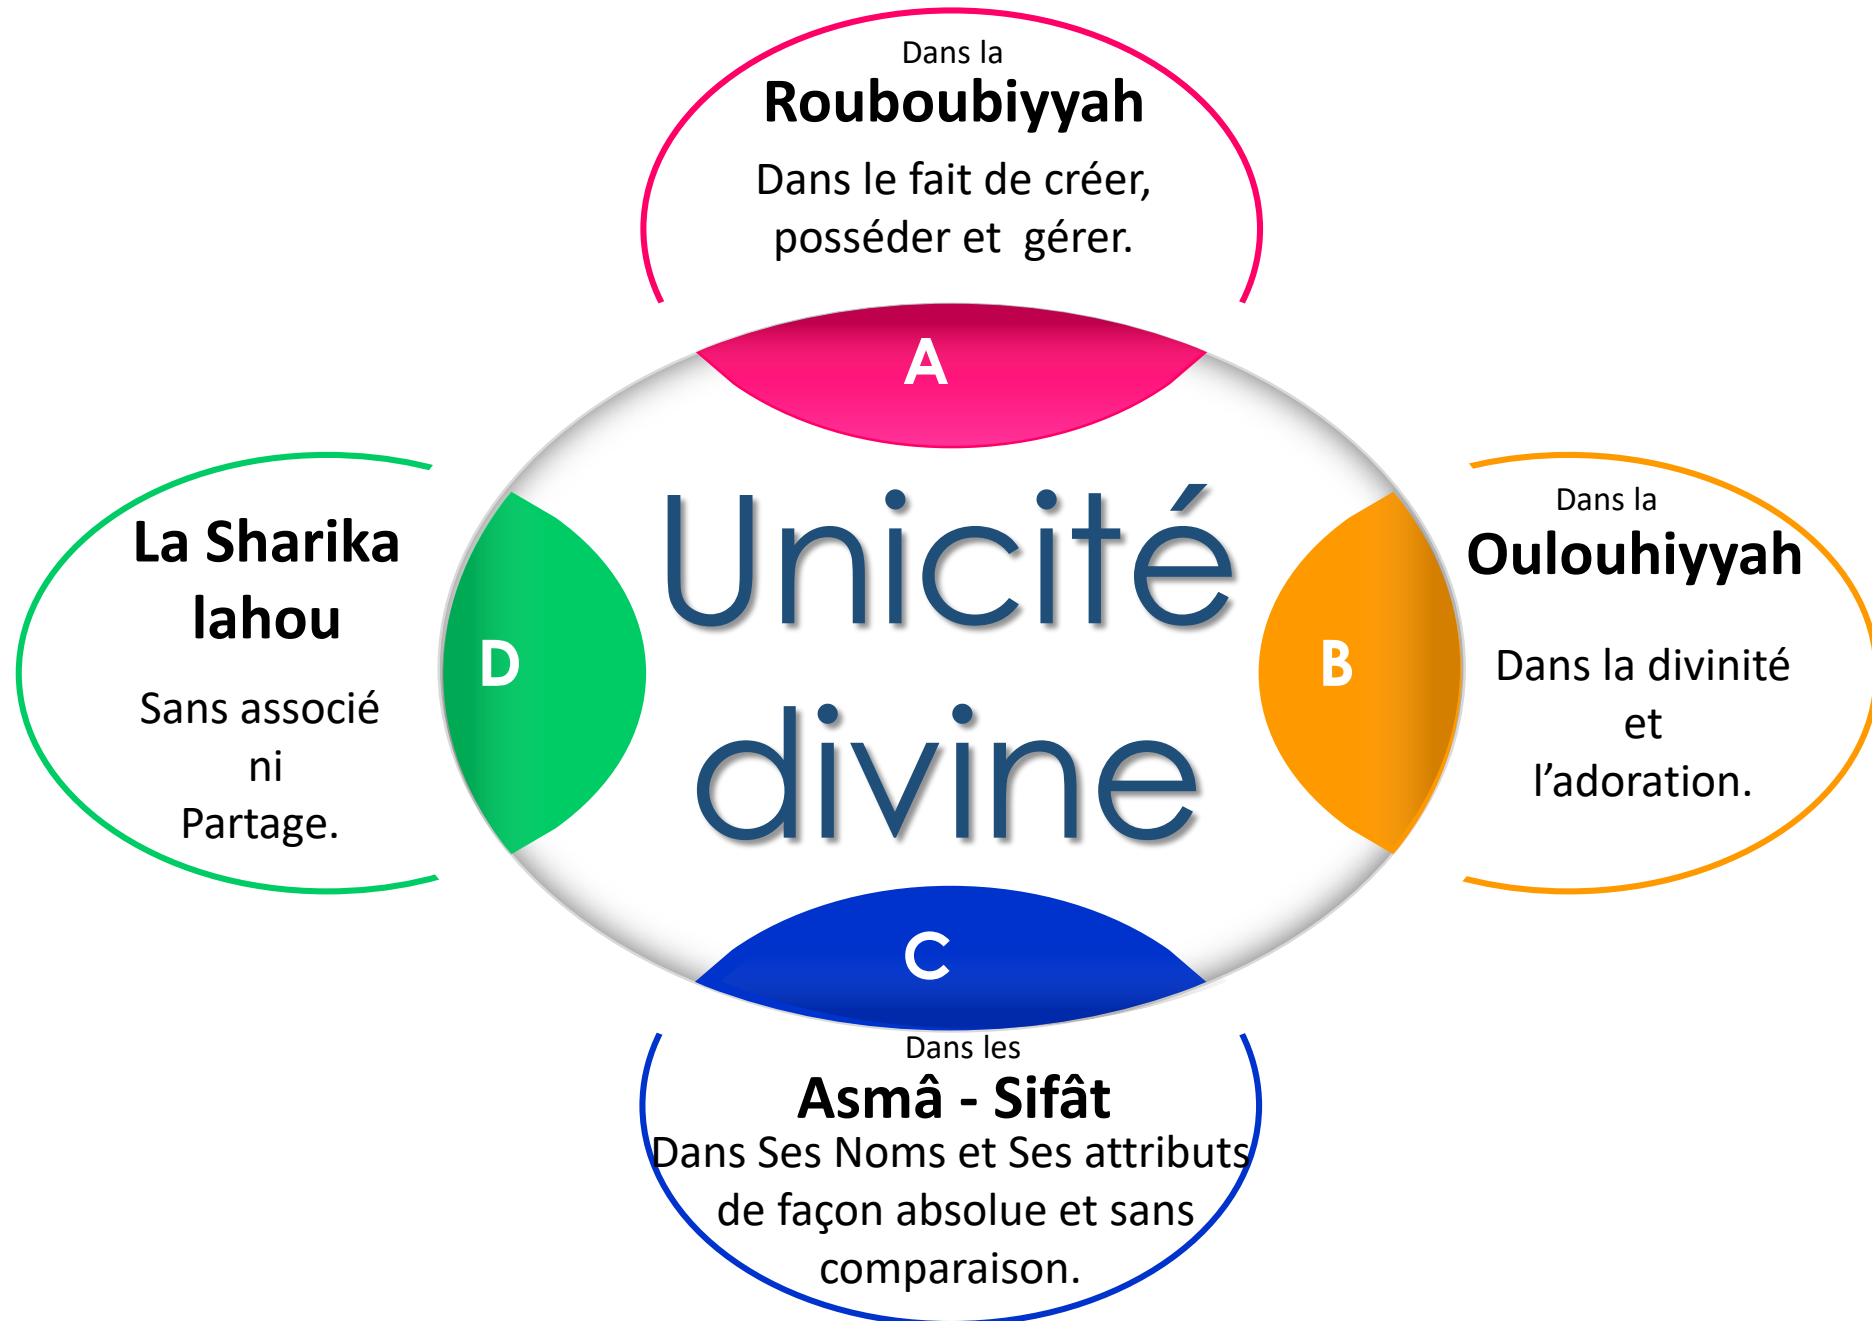 Dans la
Rouboubiyyah
Dans le fait de créer,
posséder et  gérer.
A
Unicité
divine
B
Dans la
Oulouhiyyah
Dans la divinité
et
l’adoration.
C
Dans les
Asmâ - Sifât
Dans Ses Noms et Ses attributs
de façon absolue et sans
comparaison.
D
La Sharika
lahou
Sans associé
ni
Partage.